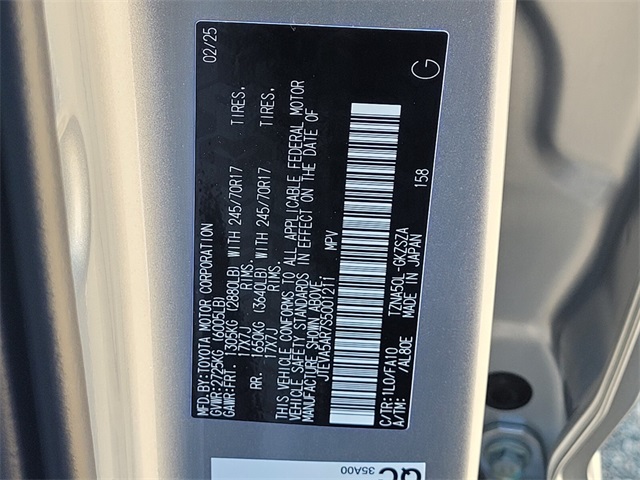 MFD.BY:TOYOTA MOTOR CORPORATION 02/25
GVWR:2725KG (6005LB)
GAWR:FRT. 1305KG (2880LB) WITH 245/70R17 TIRES,
17X7J RIMS.
RR. 1650KG (3640LB) WITH 245/70R17 TIRES,
17X7J RIMS.
THIS VEHICLE CONFORMS TO ALL APPLICABLE FEDERAL MOTOR
VEHICLE SAFETY STANDARDS IN EFFECT ON THE DATE OF
MANUFACTURE SHOWN ABOVE.
JTEVA5AR7S5001211 MPV
C/TR:1L0/FA10 TZNA50L-GKZSZA
A/TM: /AL80E MADE IN JAPAN
158
G
35A00